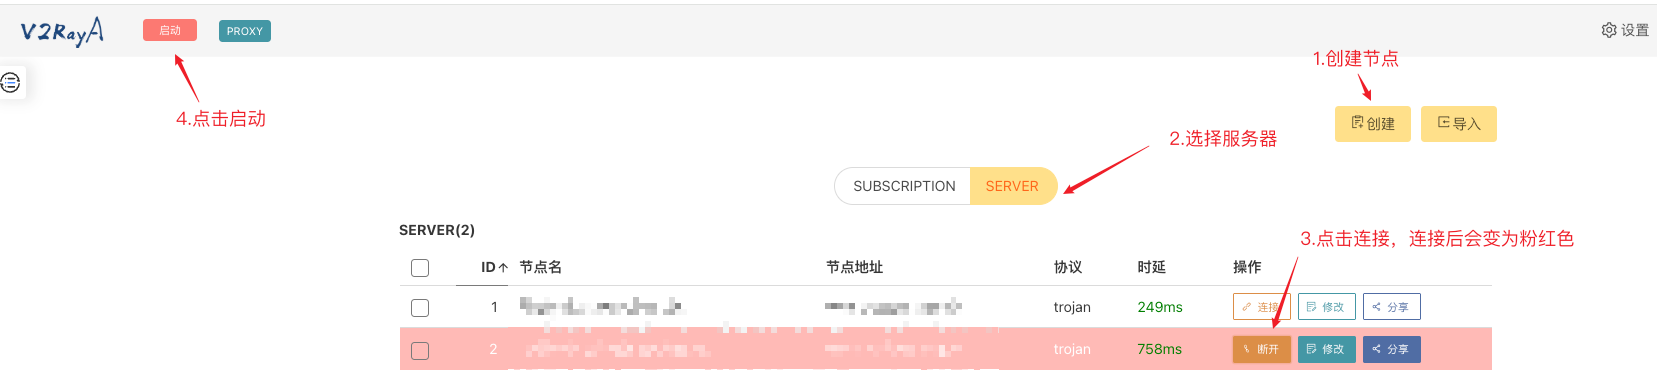 V2RayA
启动
PROXY
设置
1.创建节点
4.点击启动
创建
导入
2.选择服务器
SUBSCRIPTION
SERVER
SERVER(2)
3.点击连接，连接后会变为粉红色
ID 节点名 节点地址 协议 时延 操作
1 trojan 249ms 连接 修改 分享
2 trojan 758ms 断开 修改 分享